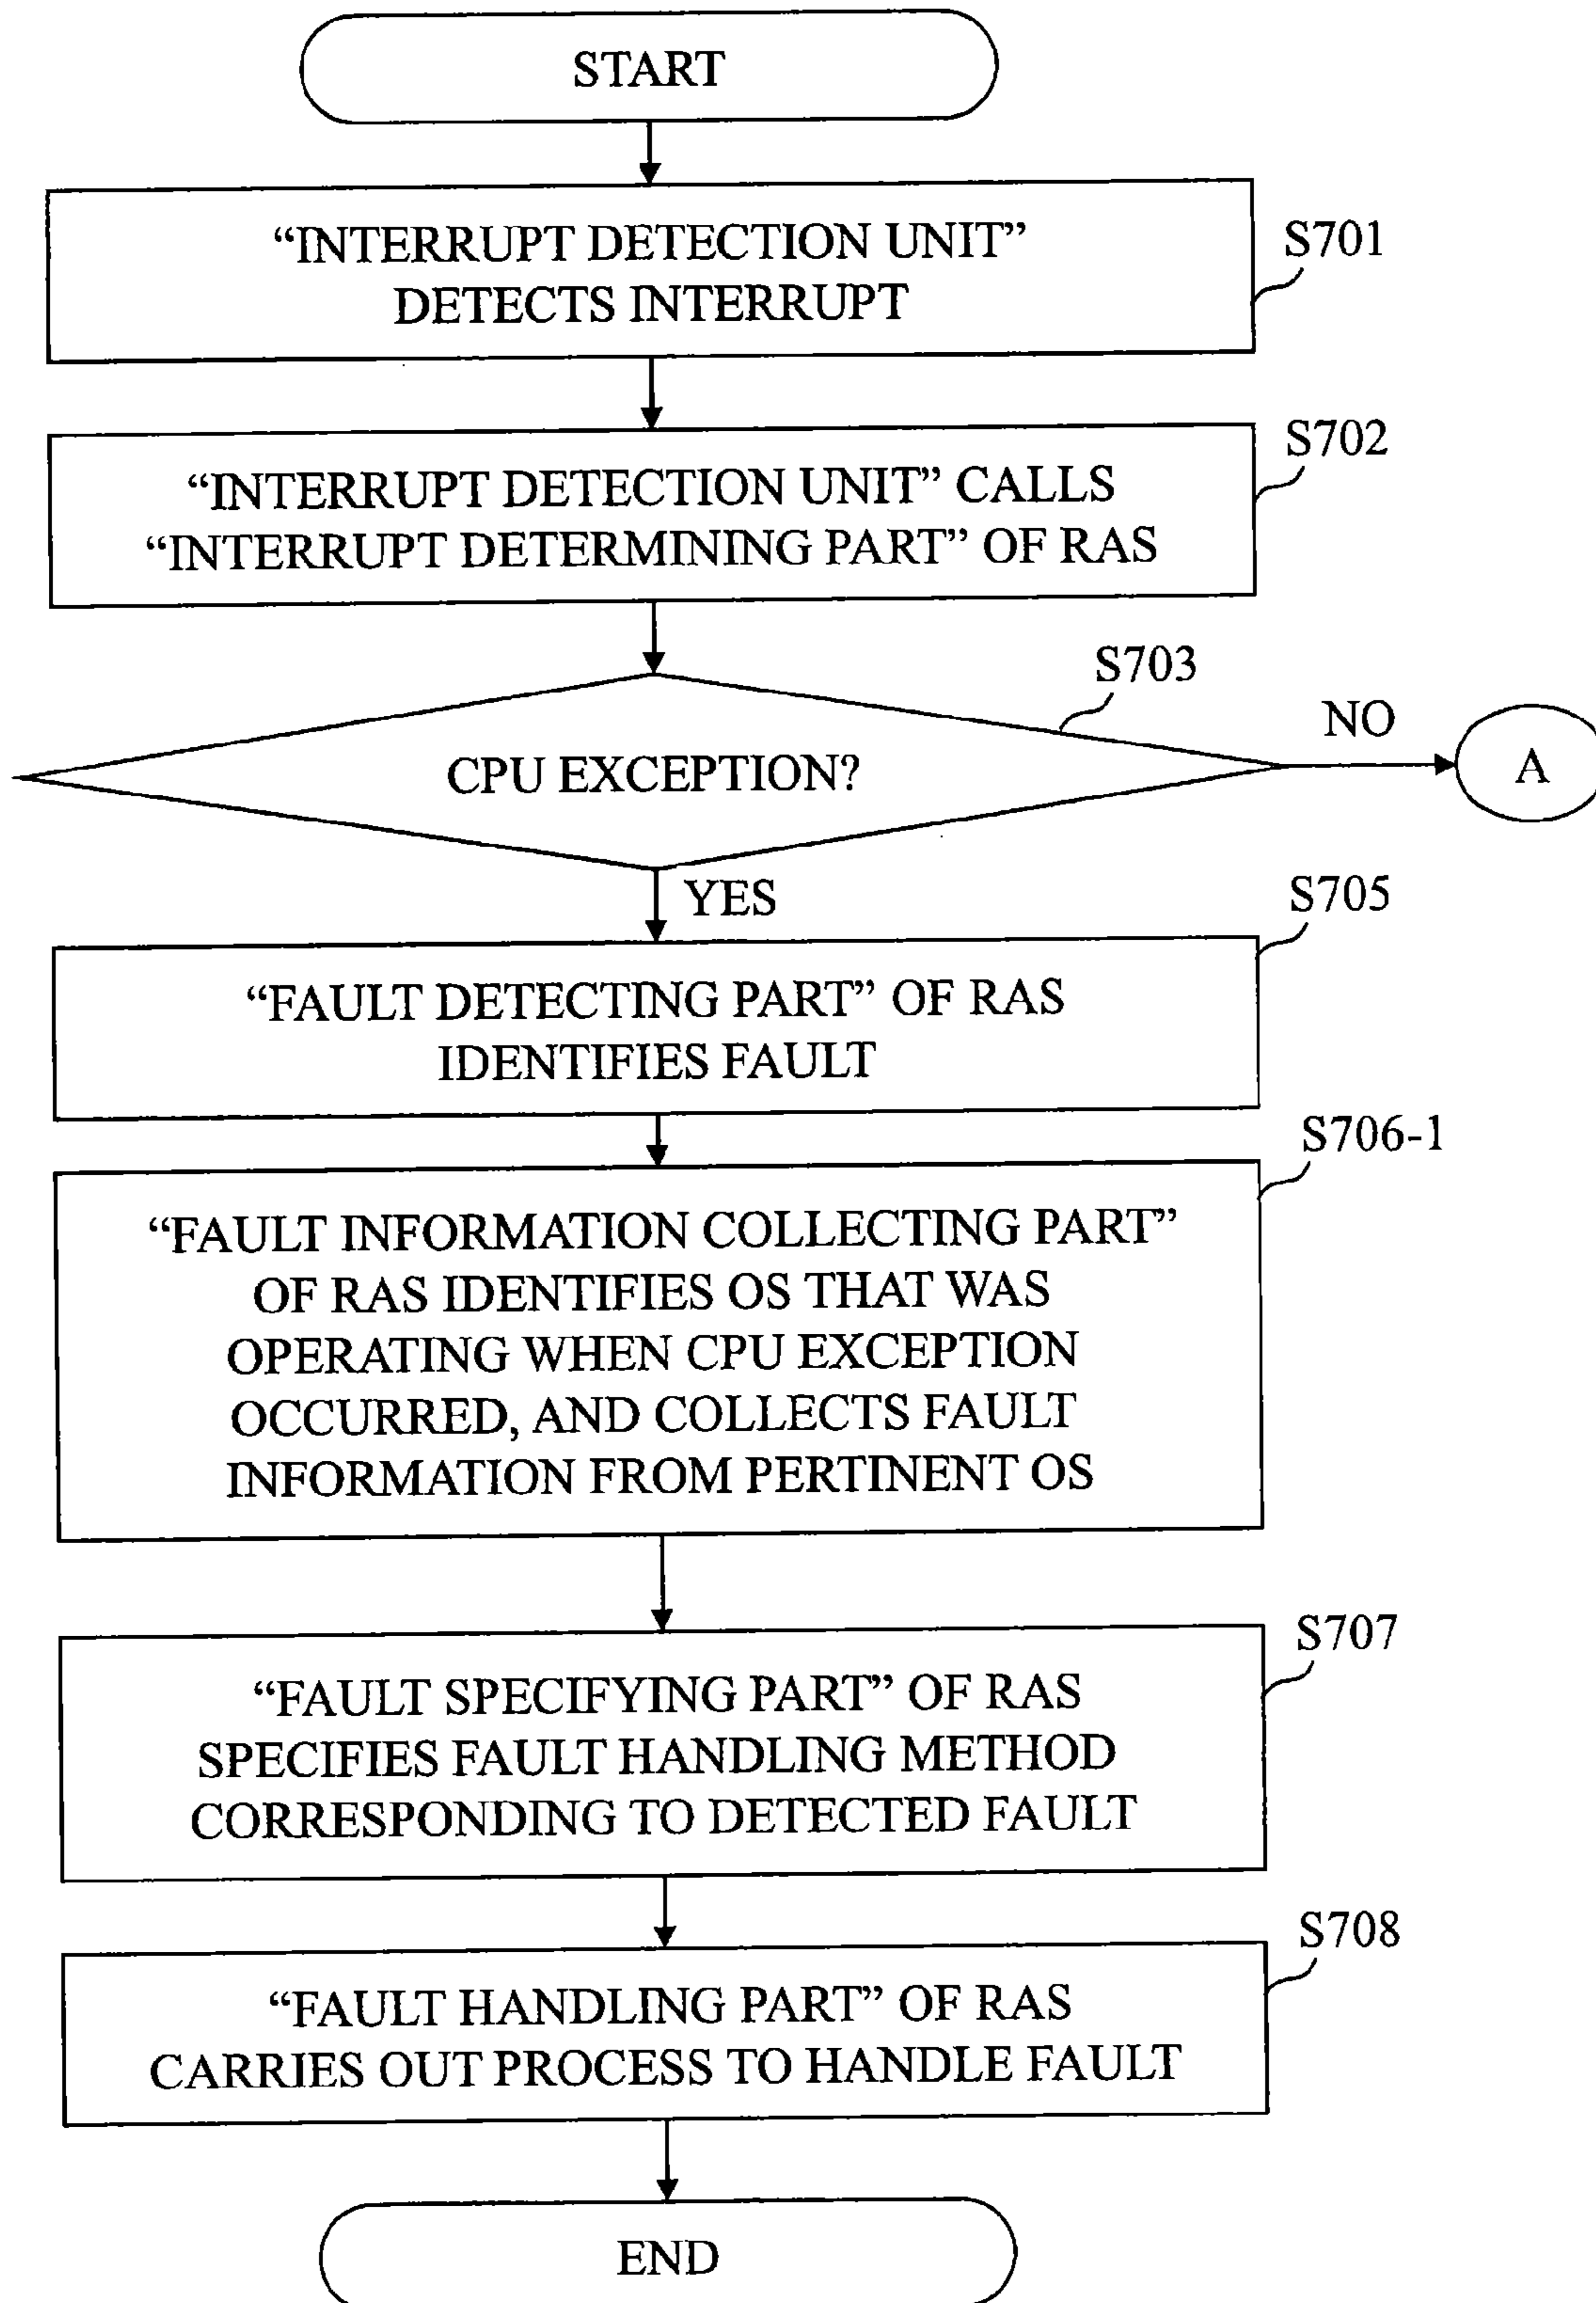 START
“INTERRUPT DETECTION UNIT”
DETECTS INTERRUPT
S701
“INTERRUPT DETECTION UNIT” CALLS
“INTERRUPT DETERMINING PART” OF RAS
S702
CPU EXCEPTION?
S703
NO
A
YES
“FAULT DETECTING PART” OF RAS
IDENTIFIES FAULT
S705
“FAULT INFORMATION COLLECTING PART”
OF RAS IDENTIFIES OS THAT WAS
OPERATING WHEN CPU EXCEPTION
OCCURRED, AND COLLECTS FAULT
INFORMATION FROM PERTINENT OS
S706-1
“FAULT SPECIFYING PART” OF RAS
SPECIFIES FAULT HANDLING METHOD
CORRESPONDING TO DETECTED FAULT
S707
“FAULT HANDLING PART” OF RAS
CARRIES OUT PROCESS TO HANDLE FAULT
S708
END